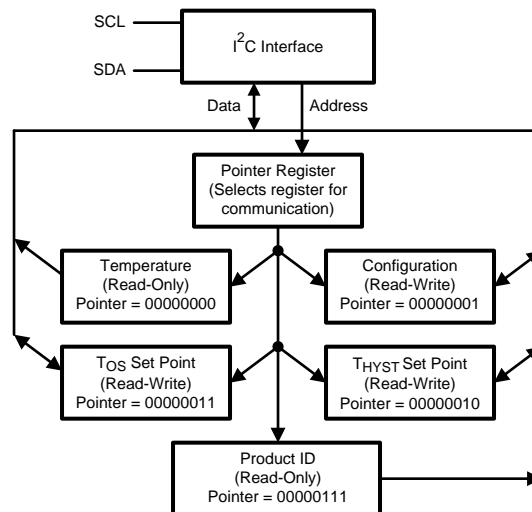 SCL
I²C Interface
SDA
Data
Address
Pointer Register
(Selects register for
communication)
Temperature
(Read-Only)
Pointer = 00000000
Configuration
(Read-Write)
Pointer = 00000001
TOS Set Point
(Read-Write)
Pointer = 00000011
THYST Set Point
(Read-Write)
Pointer = 00000010
Product ID
(Read-Only)
Pointer = 00000111